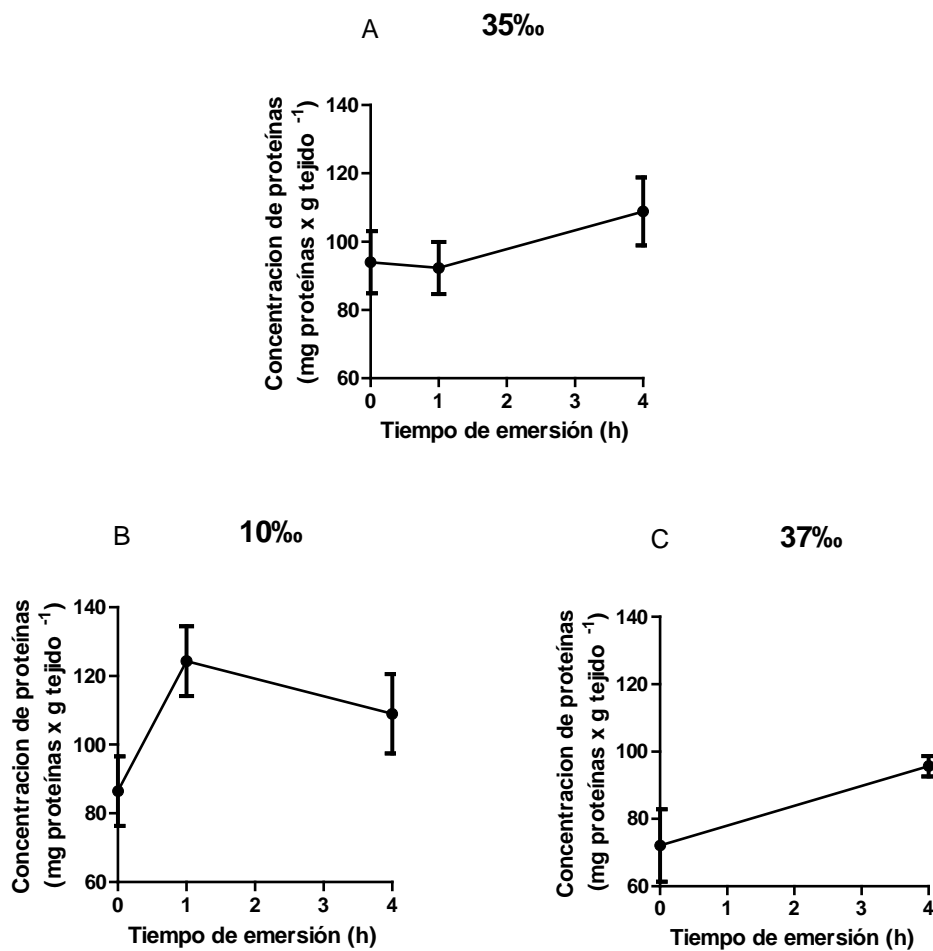 A 35‰
Concentracion de proteínas
(mg proteínas x g tejido -1)
140
120
100
80
60
0 1 2 3 4
Tiempo de emersión (h)
B 10‰
Concentracion de proteínas
(mg proteínas x g tejido -1)
140
120
100
80
60
0 1 2 3 4
Tiempo de emersión (h)
C 37‰
Concentracion de proteínas
(mg proteínas x g tejido -1)
140
120
100
80
60
0 1 2 3 4
Tiempo de emersión (h)